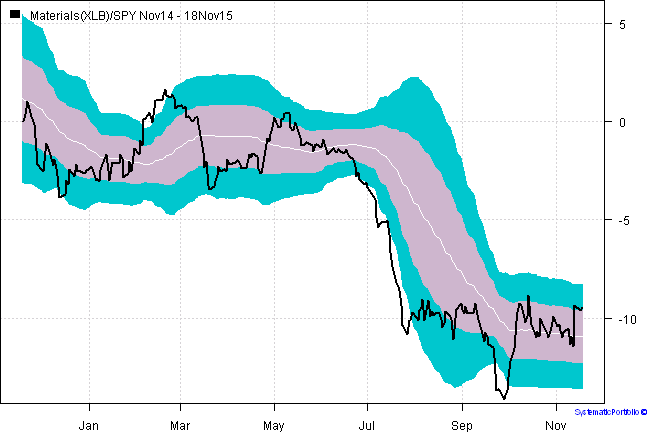 Materials(XLB)/SPY Nov14 - 18Nov15
5
0
-5
-10
Jan Mar May Jul Sep Nov
SystematicPortfolio ©